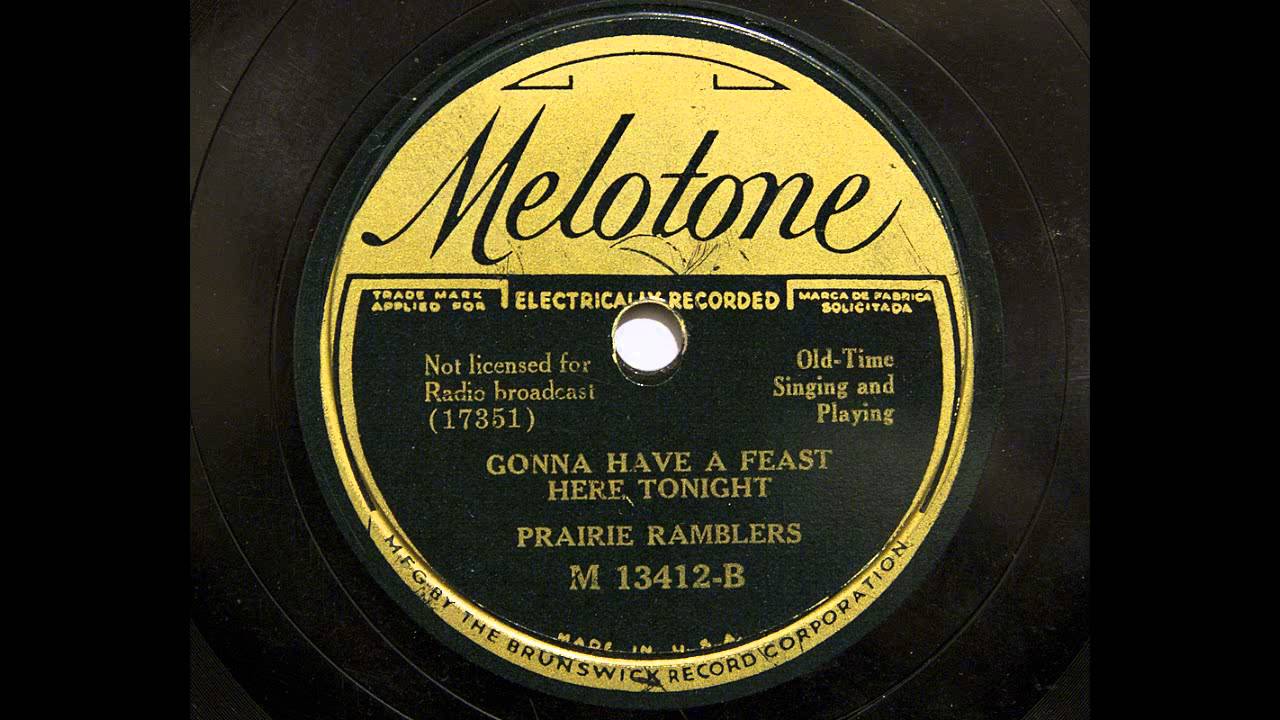 Melotone
TRADE MARK
APPLIED FOR
ELECTRICALLY RECORDED
MARCA DE FABRICA
SOLICITADA
Not licensed for
Radio broadcast
(17351)
Old-Time
Singing and
Playing
GONNA HAVE A FEAST
HERE TONIGHT
PRAIRIE RAMBLERS
M 13412-B
MADE IN U.S.A.
M.F.G. BY THE BRUNSWICK RECORD CORPORATION